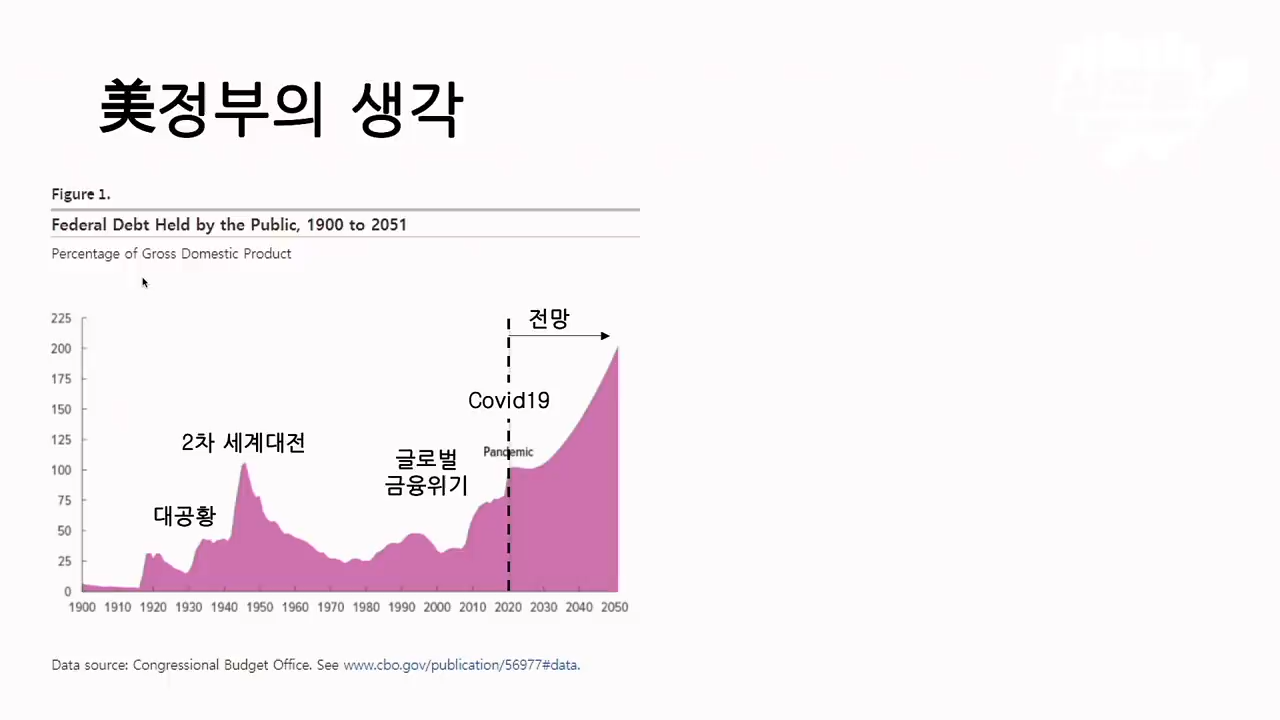 美정부의 생각
Figure 1.
Federal Debt Held by the Public, 1900 to 2051
Percentage of Gross Domestic Product
225
200
175
150
125
100
75
50
25
0
전망
Covid19
Pandemic
2차 세계대전
글로벌
금융위기
대공황
1900 1910 1920 1930 1940 1950 1960 1970 1980 1990 2000 2010 2020 2030 2040 2050
Data source: Congressional Budget Office. See www.cbo.gov/publication/56977#data.